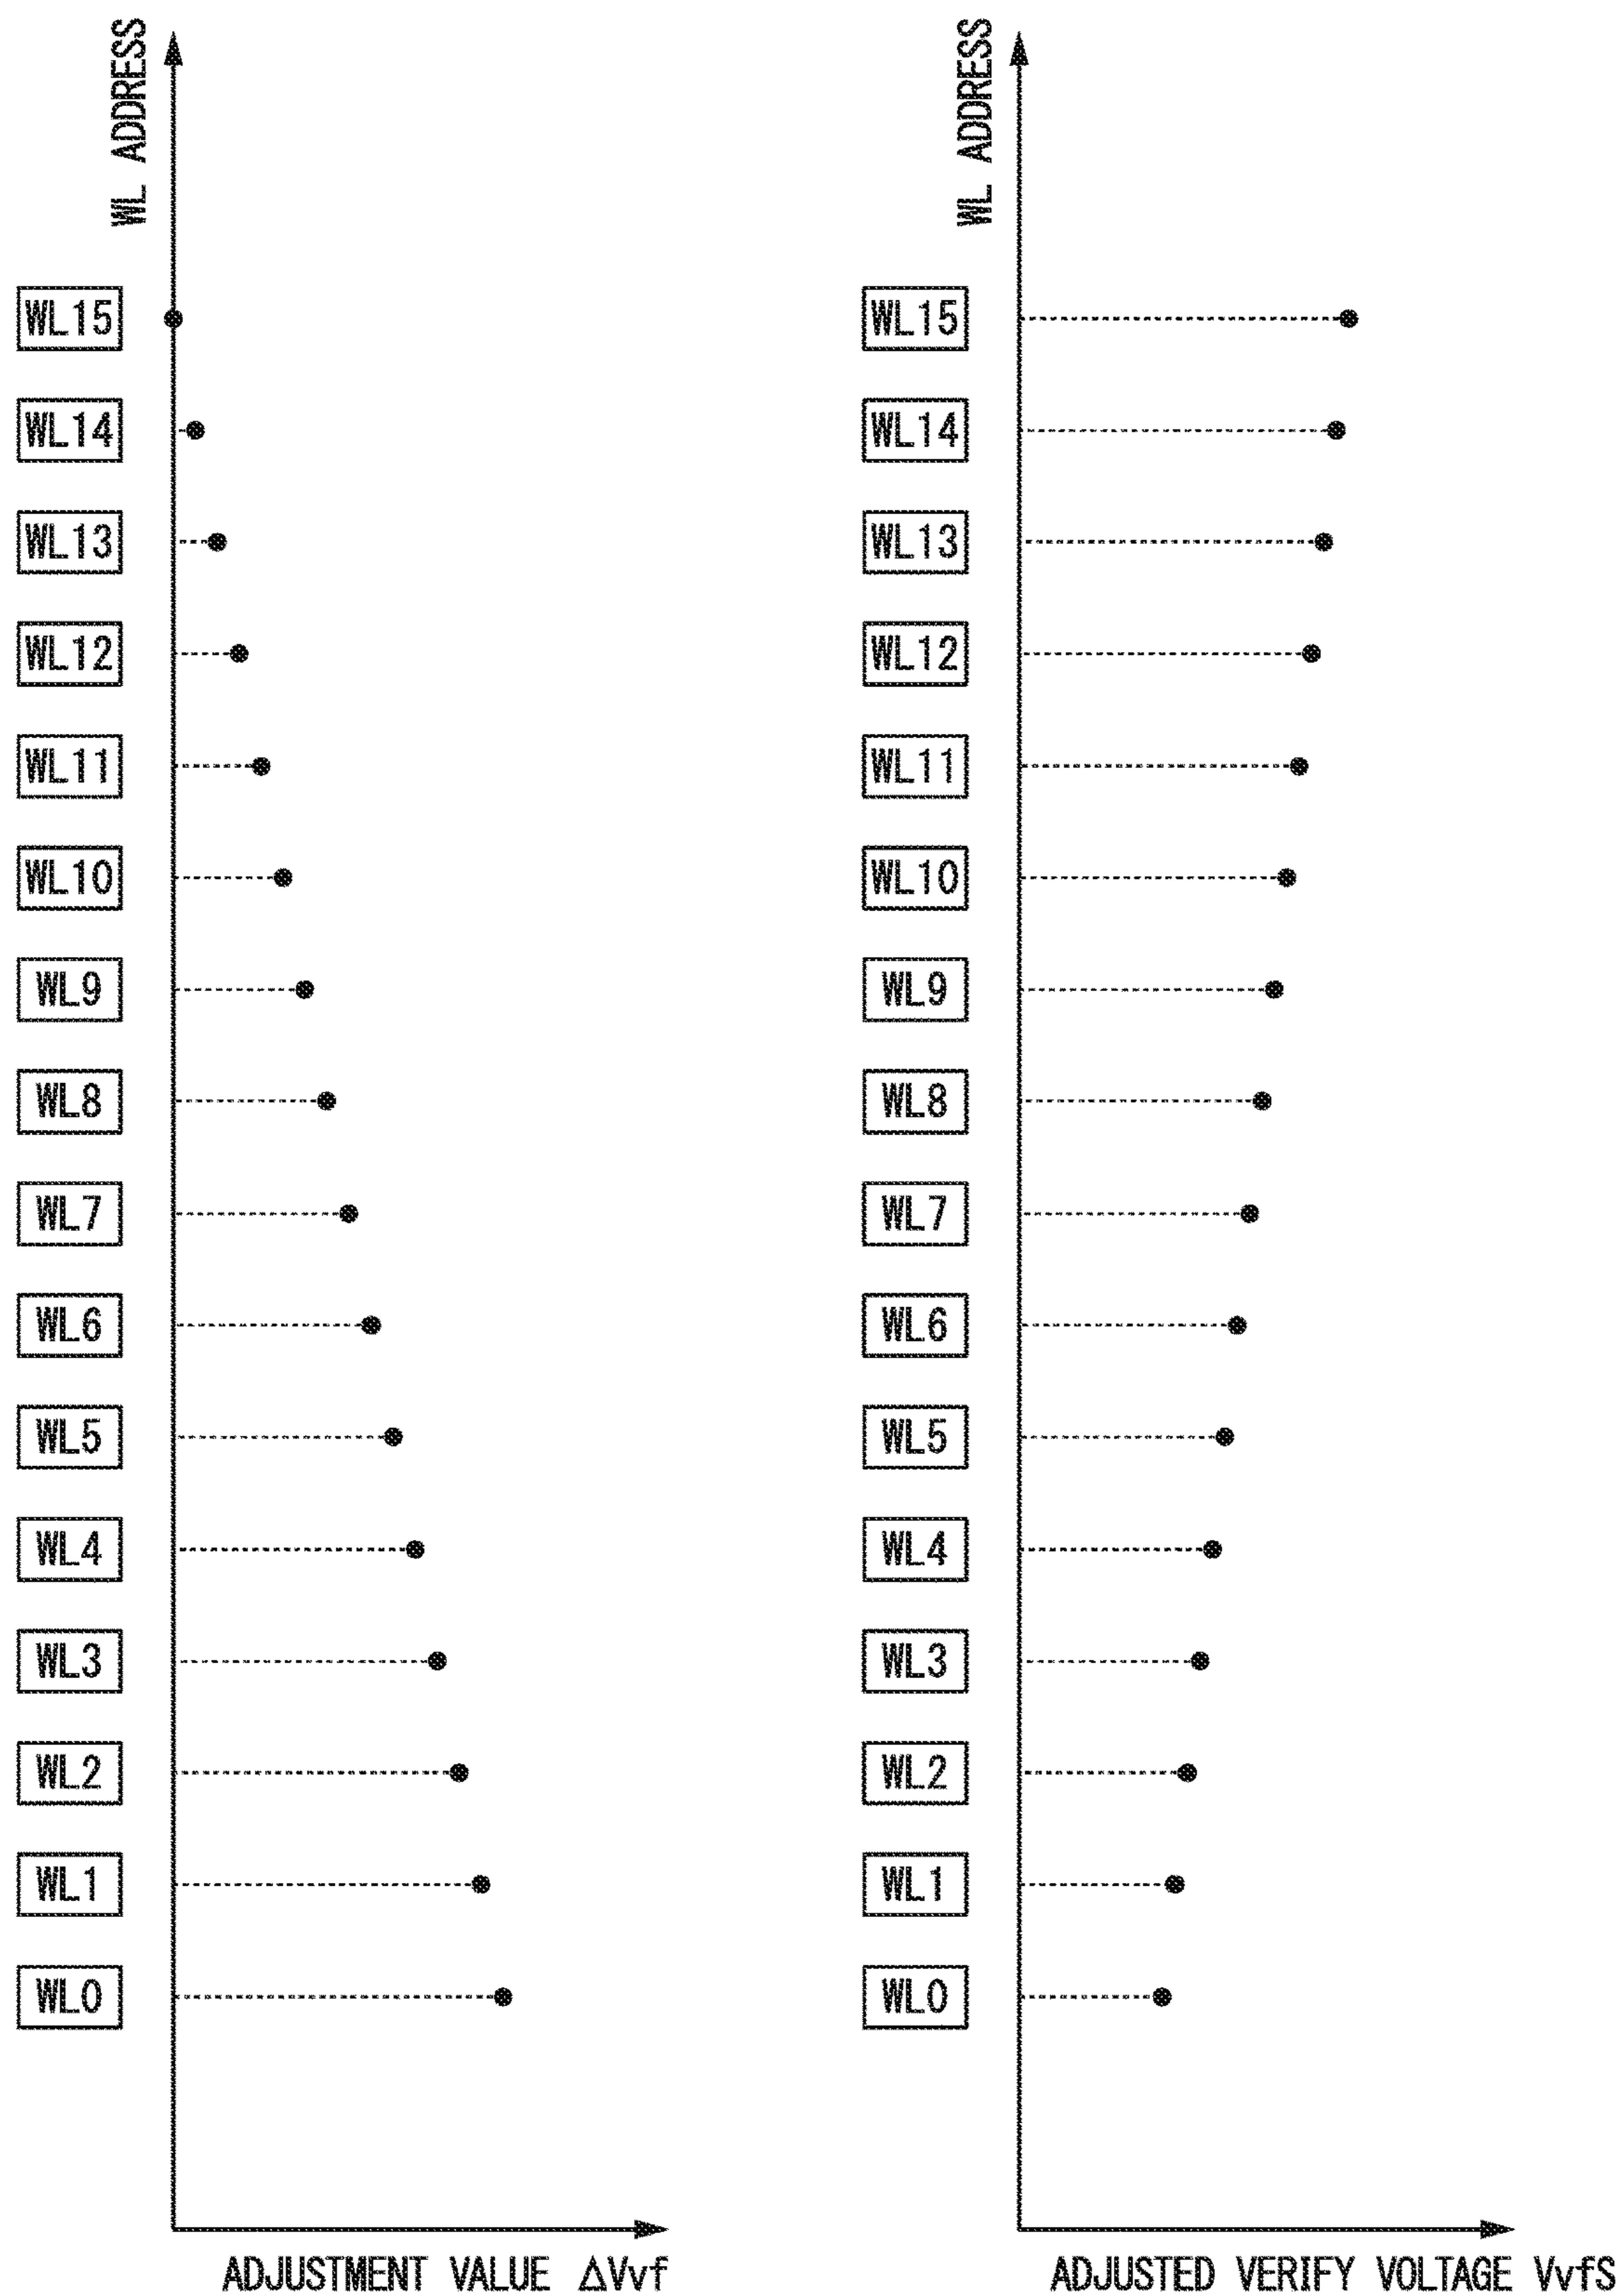 WL ADDRESS
WL15
WL14
WL13
WL12
WL11
WL10
WL9
WL8
WL7
WL6
WL5
WL4
WL3
WL2
WL1
WL0
ADJUSTMENT VALUE ΔVvf
WL ADDRESS
WL15
WL14
WL13
WL12
WL11
WL10
WL9
WL8
WL7
WL6
WL5
WL4
WL3
WL2
WL1
WL0
ADJUSTED VERIFY VOLTAGE VvfS